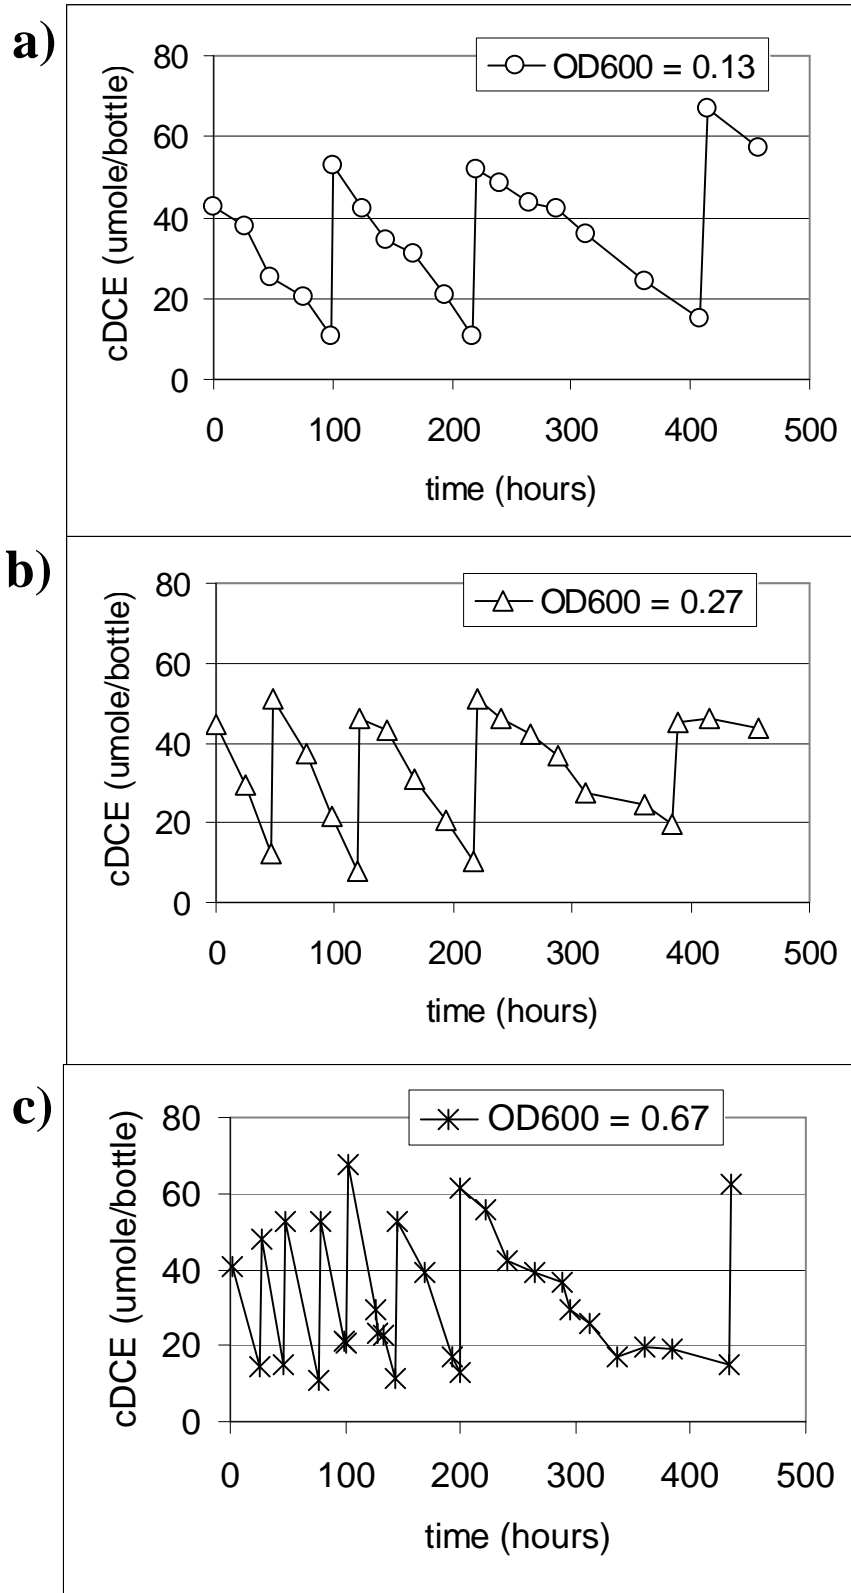 a)
OD600 = 0.13
cDCE (umole/bottle)
80
60
40
20
0
0 100 200 300 400 500
time (hours)
b)
OD600 = 0.27
cDCE (umole/bottle)
80
60
40
20
0
0 100 200 300 400 500
time (hours)
c)
OD600 = 0.67
cDCE (umole/bottle)
80
60
40
20
0
0 100 200 300 400 500
time (hours)